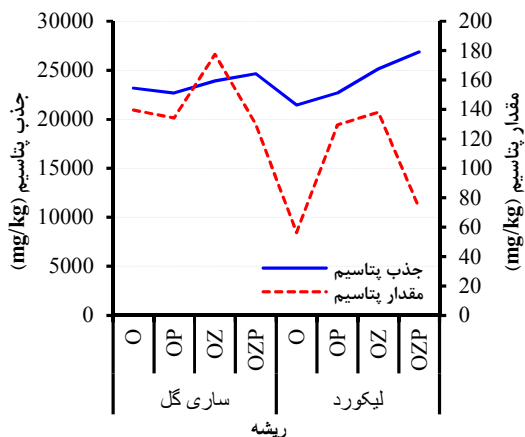 30000
25000
20000
15000
10000
5000
0
جذب پتاسیم (mg/kg)
200
180
160
140
120
100
80
60
40
20
0
مقدار پتاسیم (mg/kg)
جذب پتاسیم
مقدار پتاسیم
O OP OZ OZP O OP OZ OZP
ساری گل لیکورد
ریشه